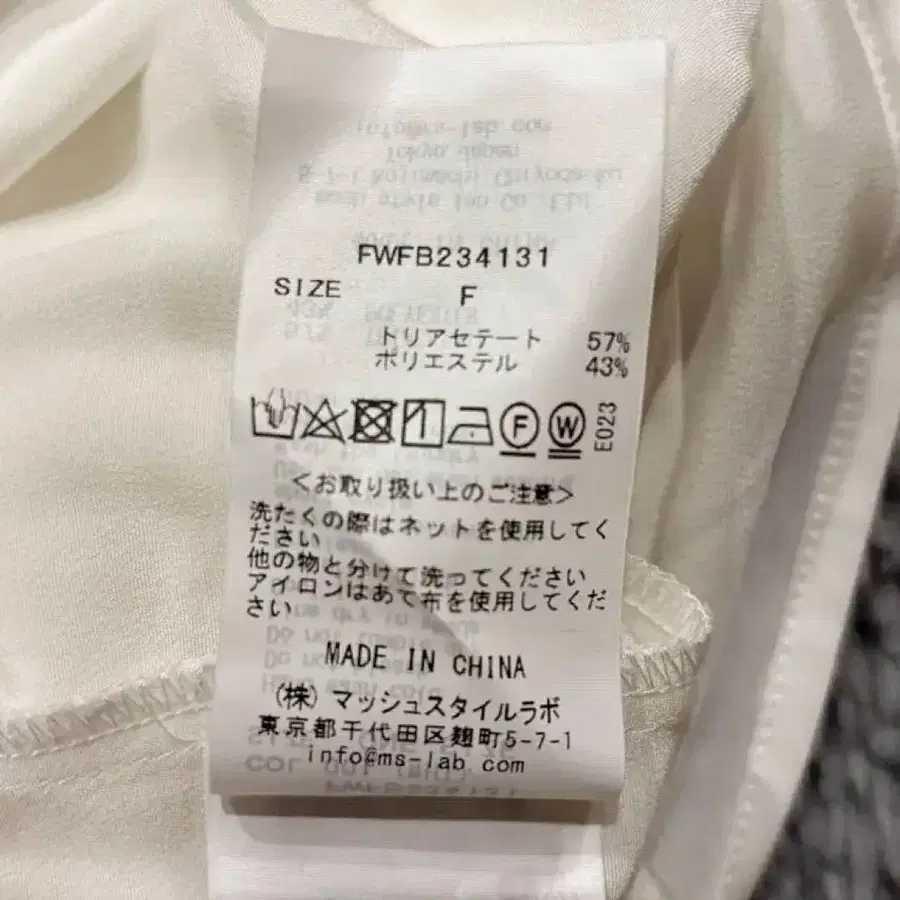 FWFB234131
SIZE F
トリアセテート 57%
ポリエステル 43%
F W E023
＜お取り扱い上のご注意＞
洗たくの際はネットを使用してく
ださい
他の物と分けて洗ってください
アイロンはあて布を使用してくだ
さい
MADE IN CHINA
(株) マッシュスタイルラボ
東京都千代田区麹町5-7-1
info@ms-lab.com